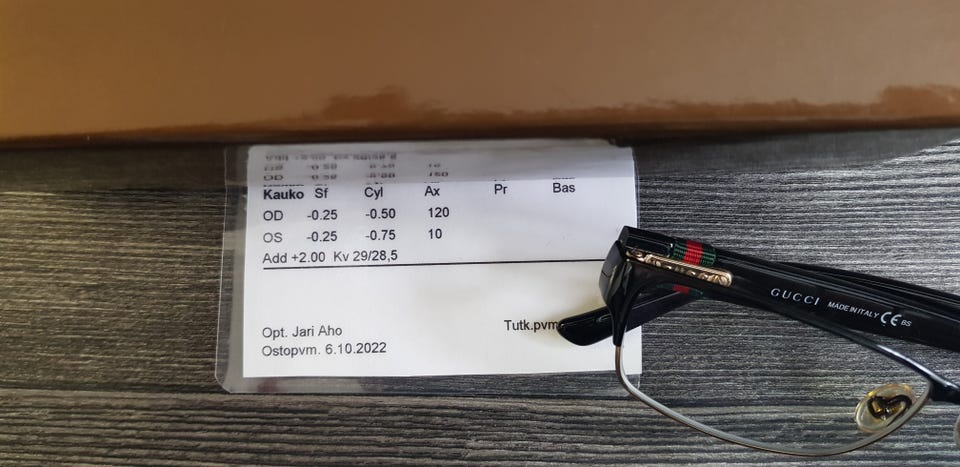 Kauko Sf Cyl Ax Pr Bas
OD -0.25 -0.50 120
OS -0.25 -0.75 10
Add +2.00 Kv 29/28,5
Opt. Jari Aho
Tutk.pvm
Ostopvm. 6.10.2022
GUCCI MADE IN ITALY CE BS